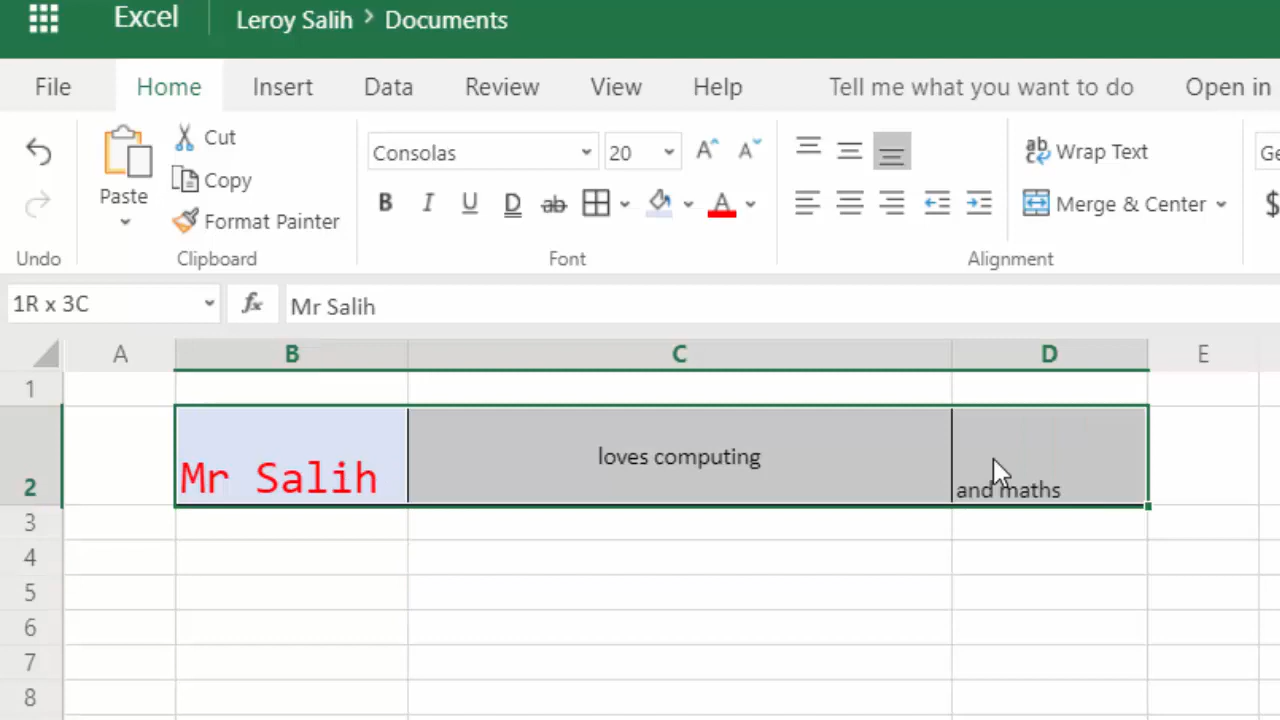 Excel Leroy Salih > Documents
File Home Insert Data Review View Help Tell me what you want to do Open in
Cut
Consolas 20 ab Wrap Text
Paste Copy
B I U D ab A Merge & Center $
Format Painter
Undo Clipboard Font Alignment
1R x 3C fx Mr Salih
A B C D E
1
2 Mr Salih loves computing and maths
3
4
5
6
7
8